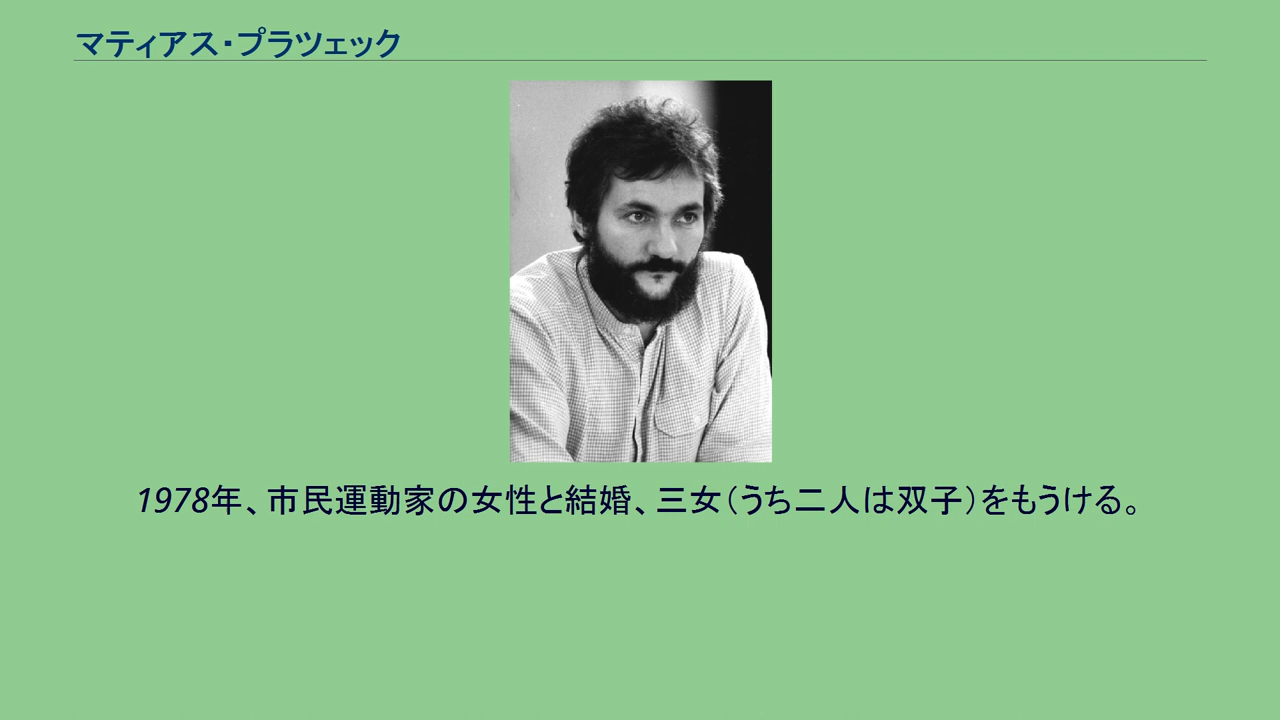 マティアス・プラツェック
1978年、市民運動家の女性と結婚、三女（うち二人は双子）をもうける。